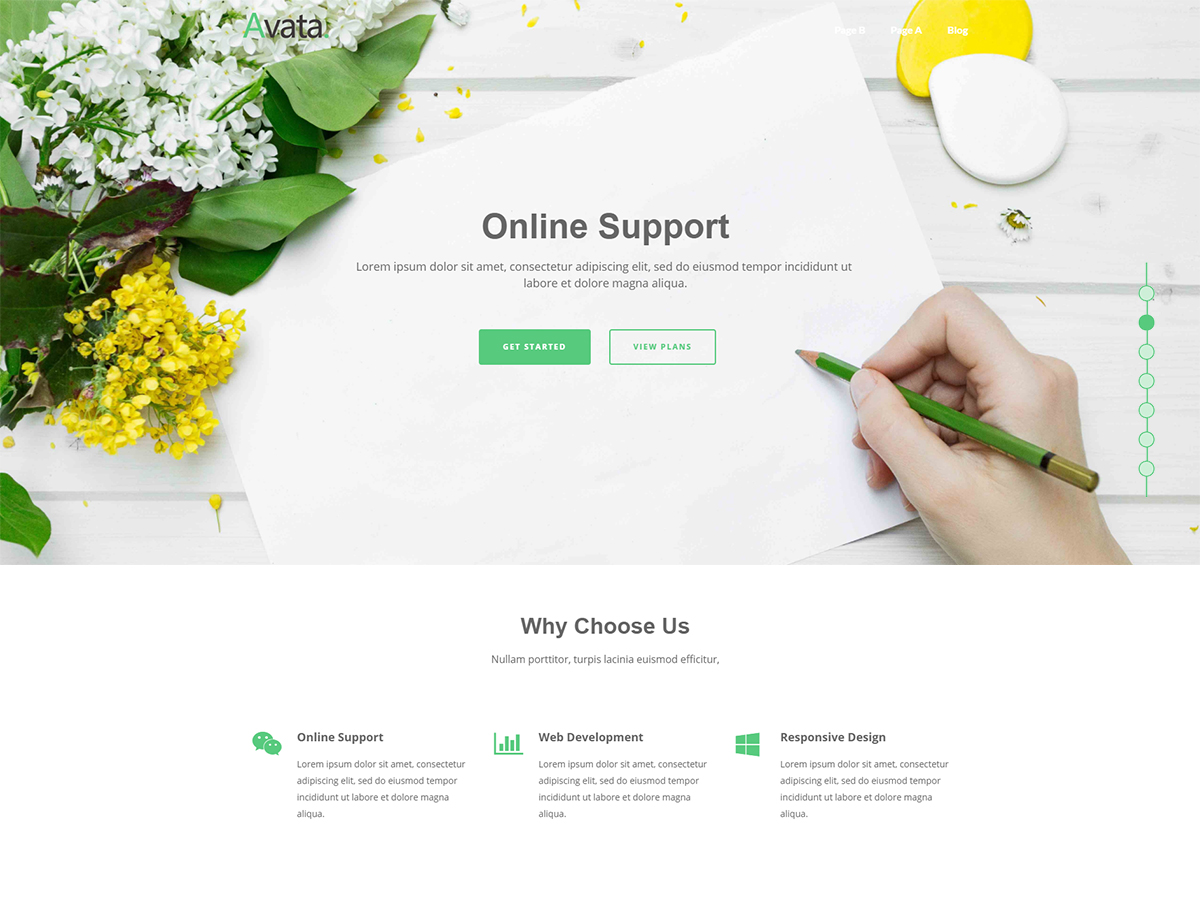 Avata.
Page B Page A Blog
Online Support
Lorem ipsum dolor sit amet, consectetur adipiscing elit, sed do eiusmod tempor incididunt ut
labore et dolore magna aliqua.
GET STARTED VIEW PLANS
Why Choose Us
Nullam porttitor, turpis lacinia euismod efficitur,
Online Support
Lorem ipsum dolor sit amet, consectetur
adipiscing elit, sed do eiusmod tempor
incididunt ut labore et dolore magna
aliqua.
Web Development
Lorem ipsum dolor sit amet, consectetur
adipiscing elit, sed do eiusmod tempor
incididunt ut labore et dolore magna
aliqua.
Responsive Design
Lorem ipsum dolor sit amet, consectetur
adipiscing elit, sed do eiusmod tempor
incididunt ut labore et dolore magna
aliqua.